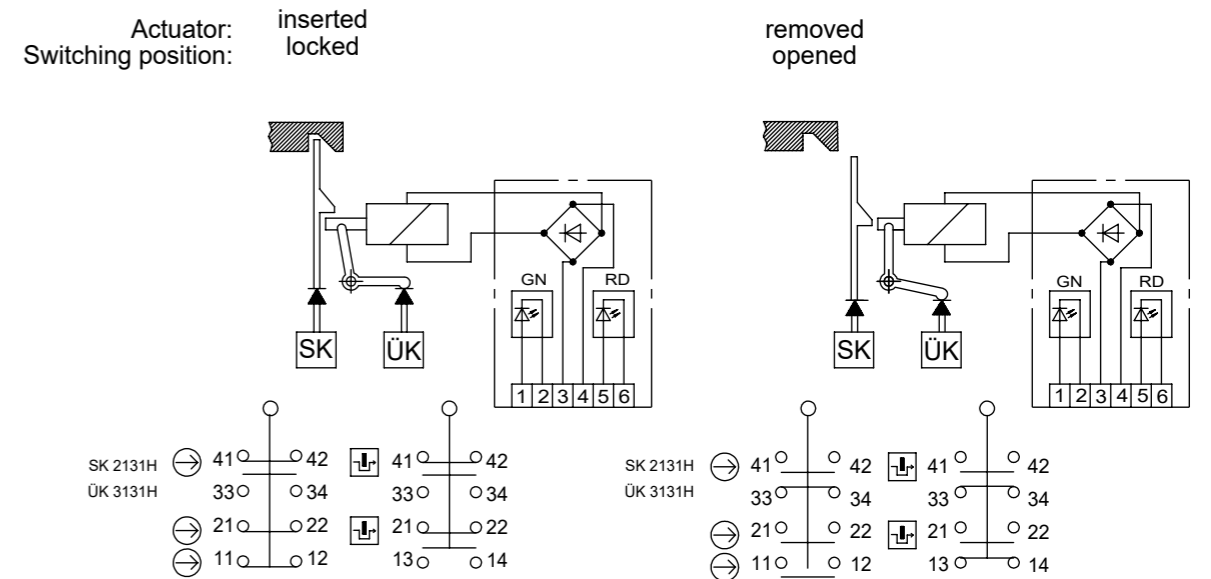 Actuator: inserted removed
Switching position: locked opened
GN RD GN RD
SK ÜK SK ÜK
1 2 3 4 5 6 1 2 3 4 5 6
SK 2131H 41 42 41 42 SK 2131H 41 42 41 42
ÜK 3131H 33 34 33 34 ÜK 3131H 33 34 33 34
21 22 21 22 21 22 21 22
11 12 13 14 11 12 13 14